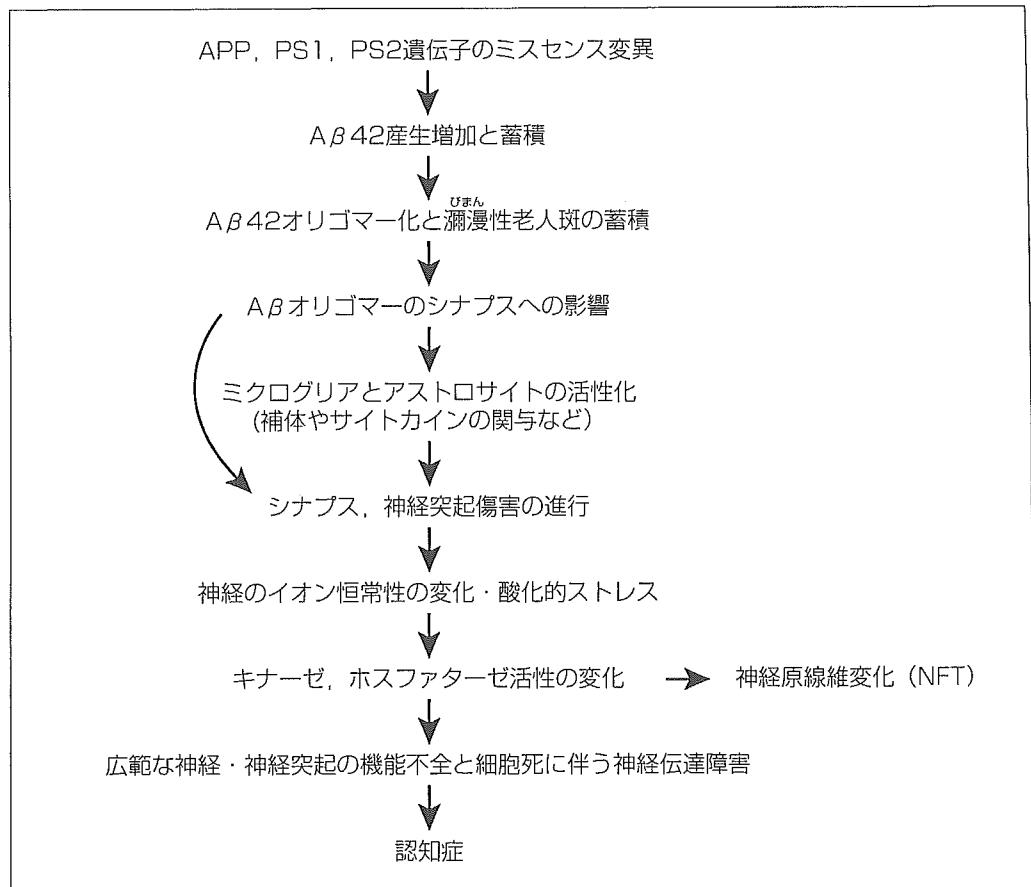 APP, PS1, PS2遺伝子のミスセンス変異
Aβ42産生増加と蓄積
びまん
Aβ42オリゴマー化と瀰漫性老人斑の蓄積
Aβオリゴマーのシナプスへの影響
ミクログリアとアストロサイトの活性化
(補体やサイトカインの関与など)
シナプス, 神経突起傷害の進行
神経のイオン恒常性の変化・酸化的ストレス
キナーゼ, ホスファターゼ活性の変化
神経原線維変化 (NFT)
広範な神経・神経突起の機能不全と細胞死に伴う神経伝達障害
認知症